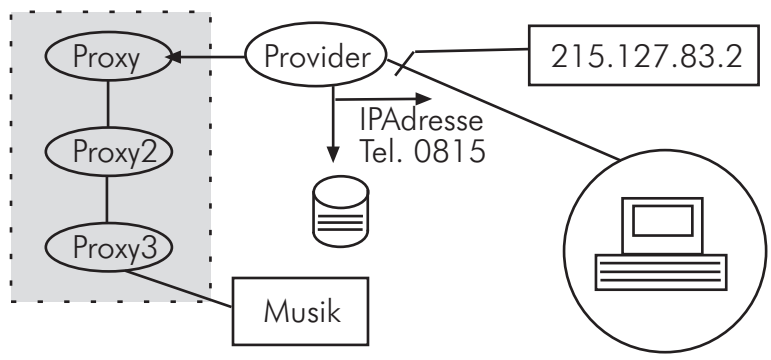 Proxy
Provider
215.127.83.2
IPAdresse
Tel. 0815
Proxy2
Proxy3
Musik